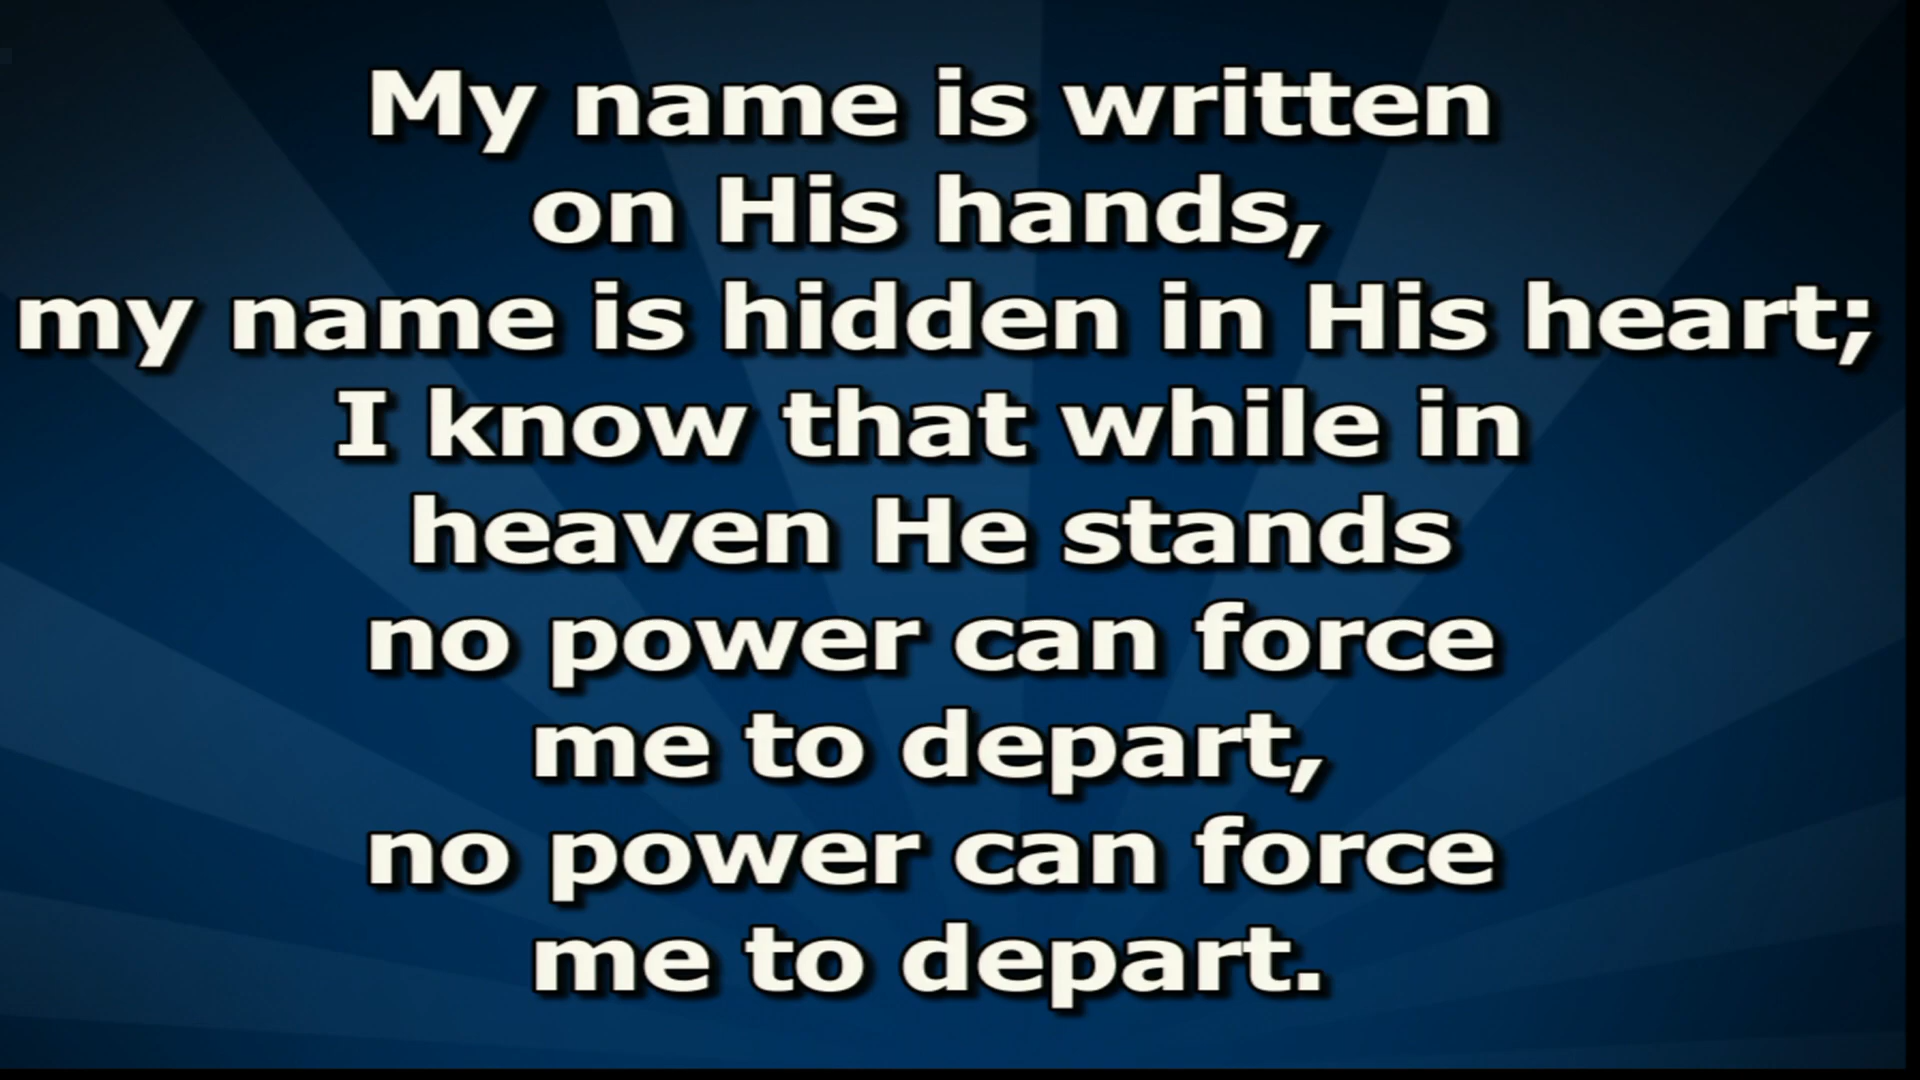 My name is written
on His hands,
my name is hidden in His heart;
I know that while in
heaven He stands
no power can force
me to depart,
no power can force
me to depart.